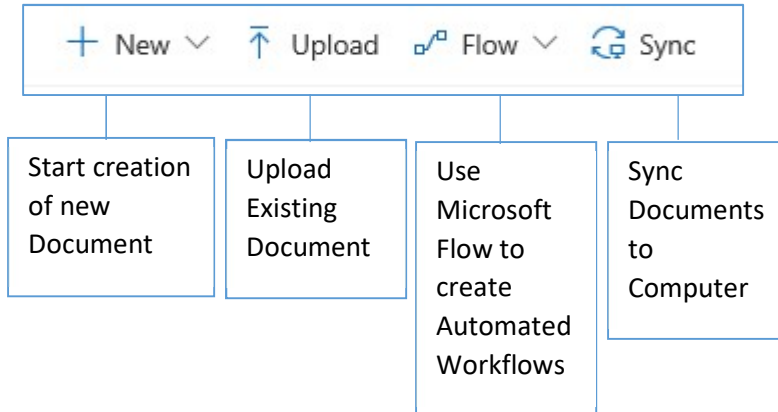 New Upload Flow Sync
Start creation
of new
Document
Upload
Existing
Document
Use
Microsoft
Flow to
create
Automated
Workflows
Sync
Documents
to
Computer